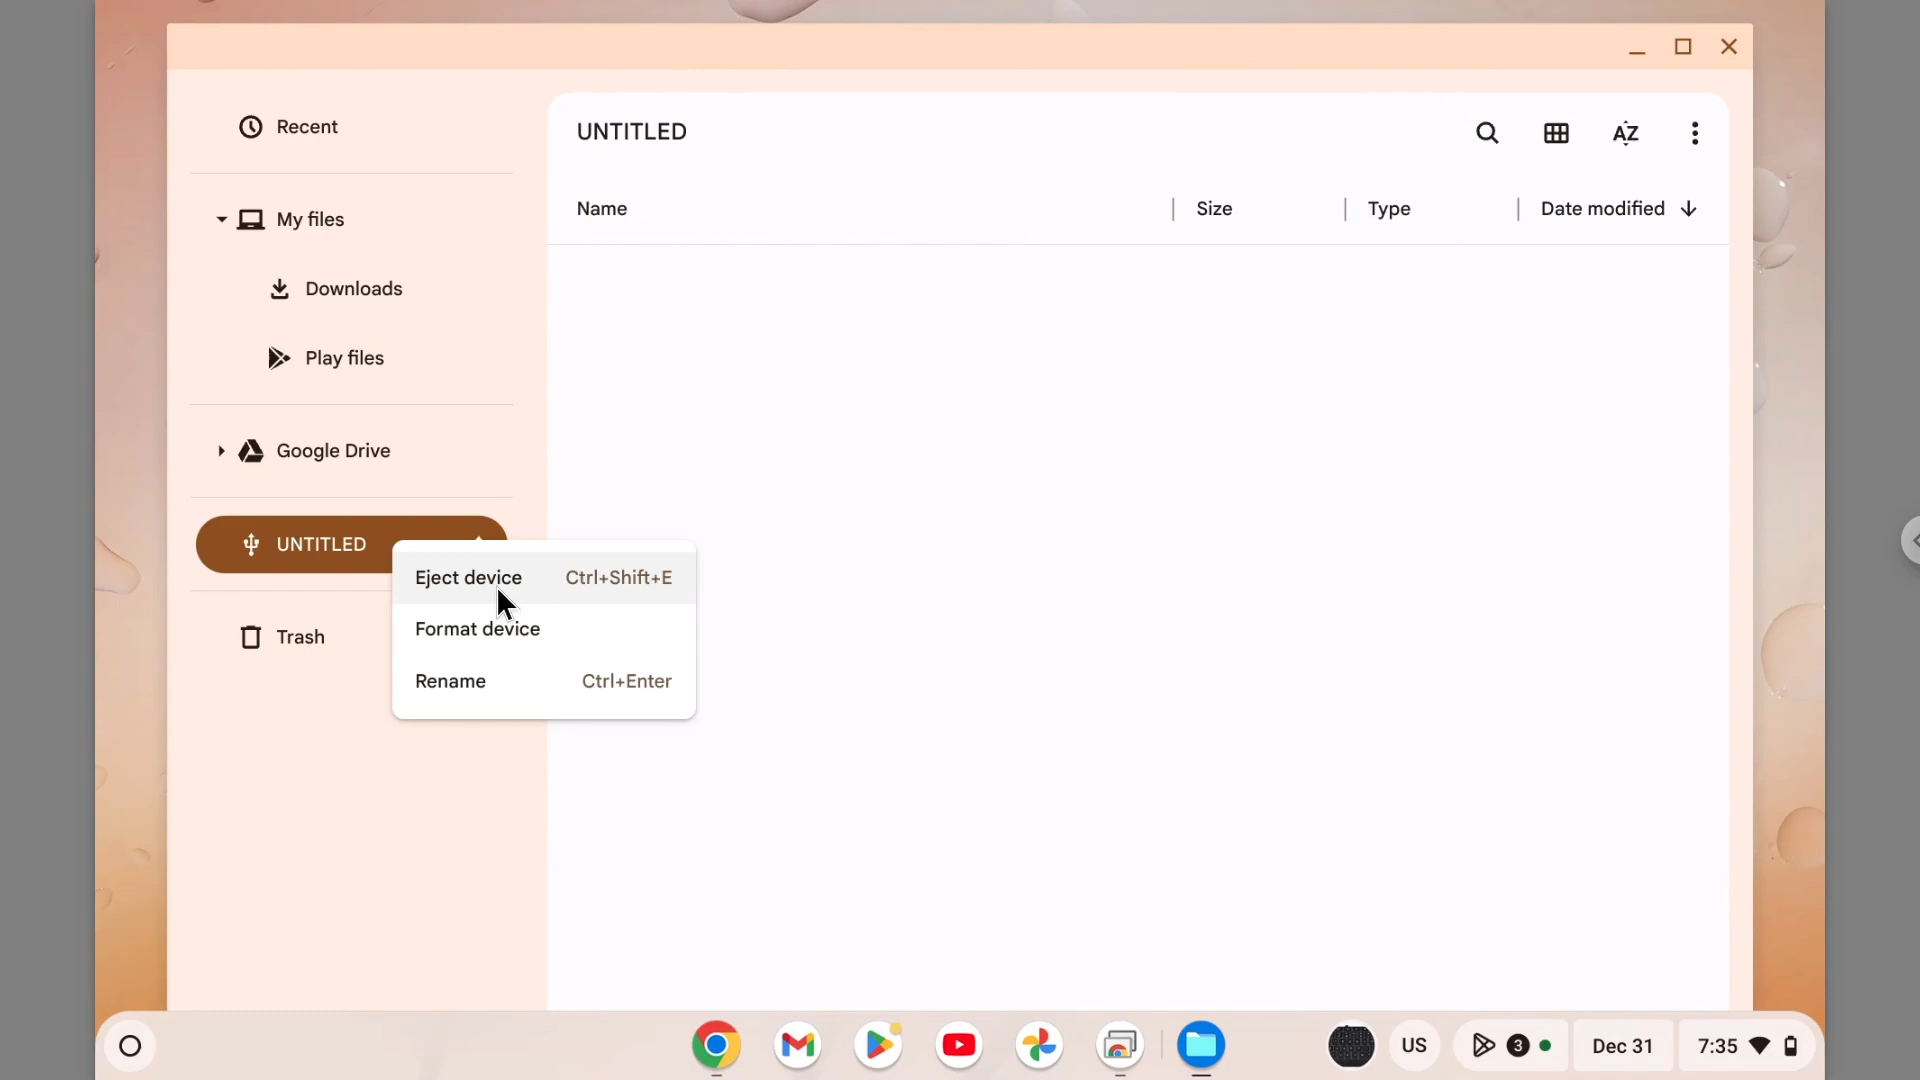 Recent
My files
Downloads
Play files
Google Drive
UNTITLED
Trash
UNTITLED
Name
Size
Type
Date modified
Eject device Ctrl+Shift+E
Format device
Rename Ctrl+Enter
US
3
Dec 31
7:35